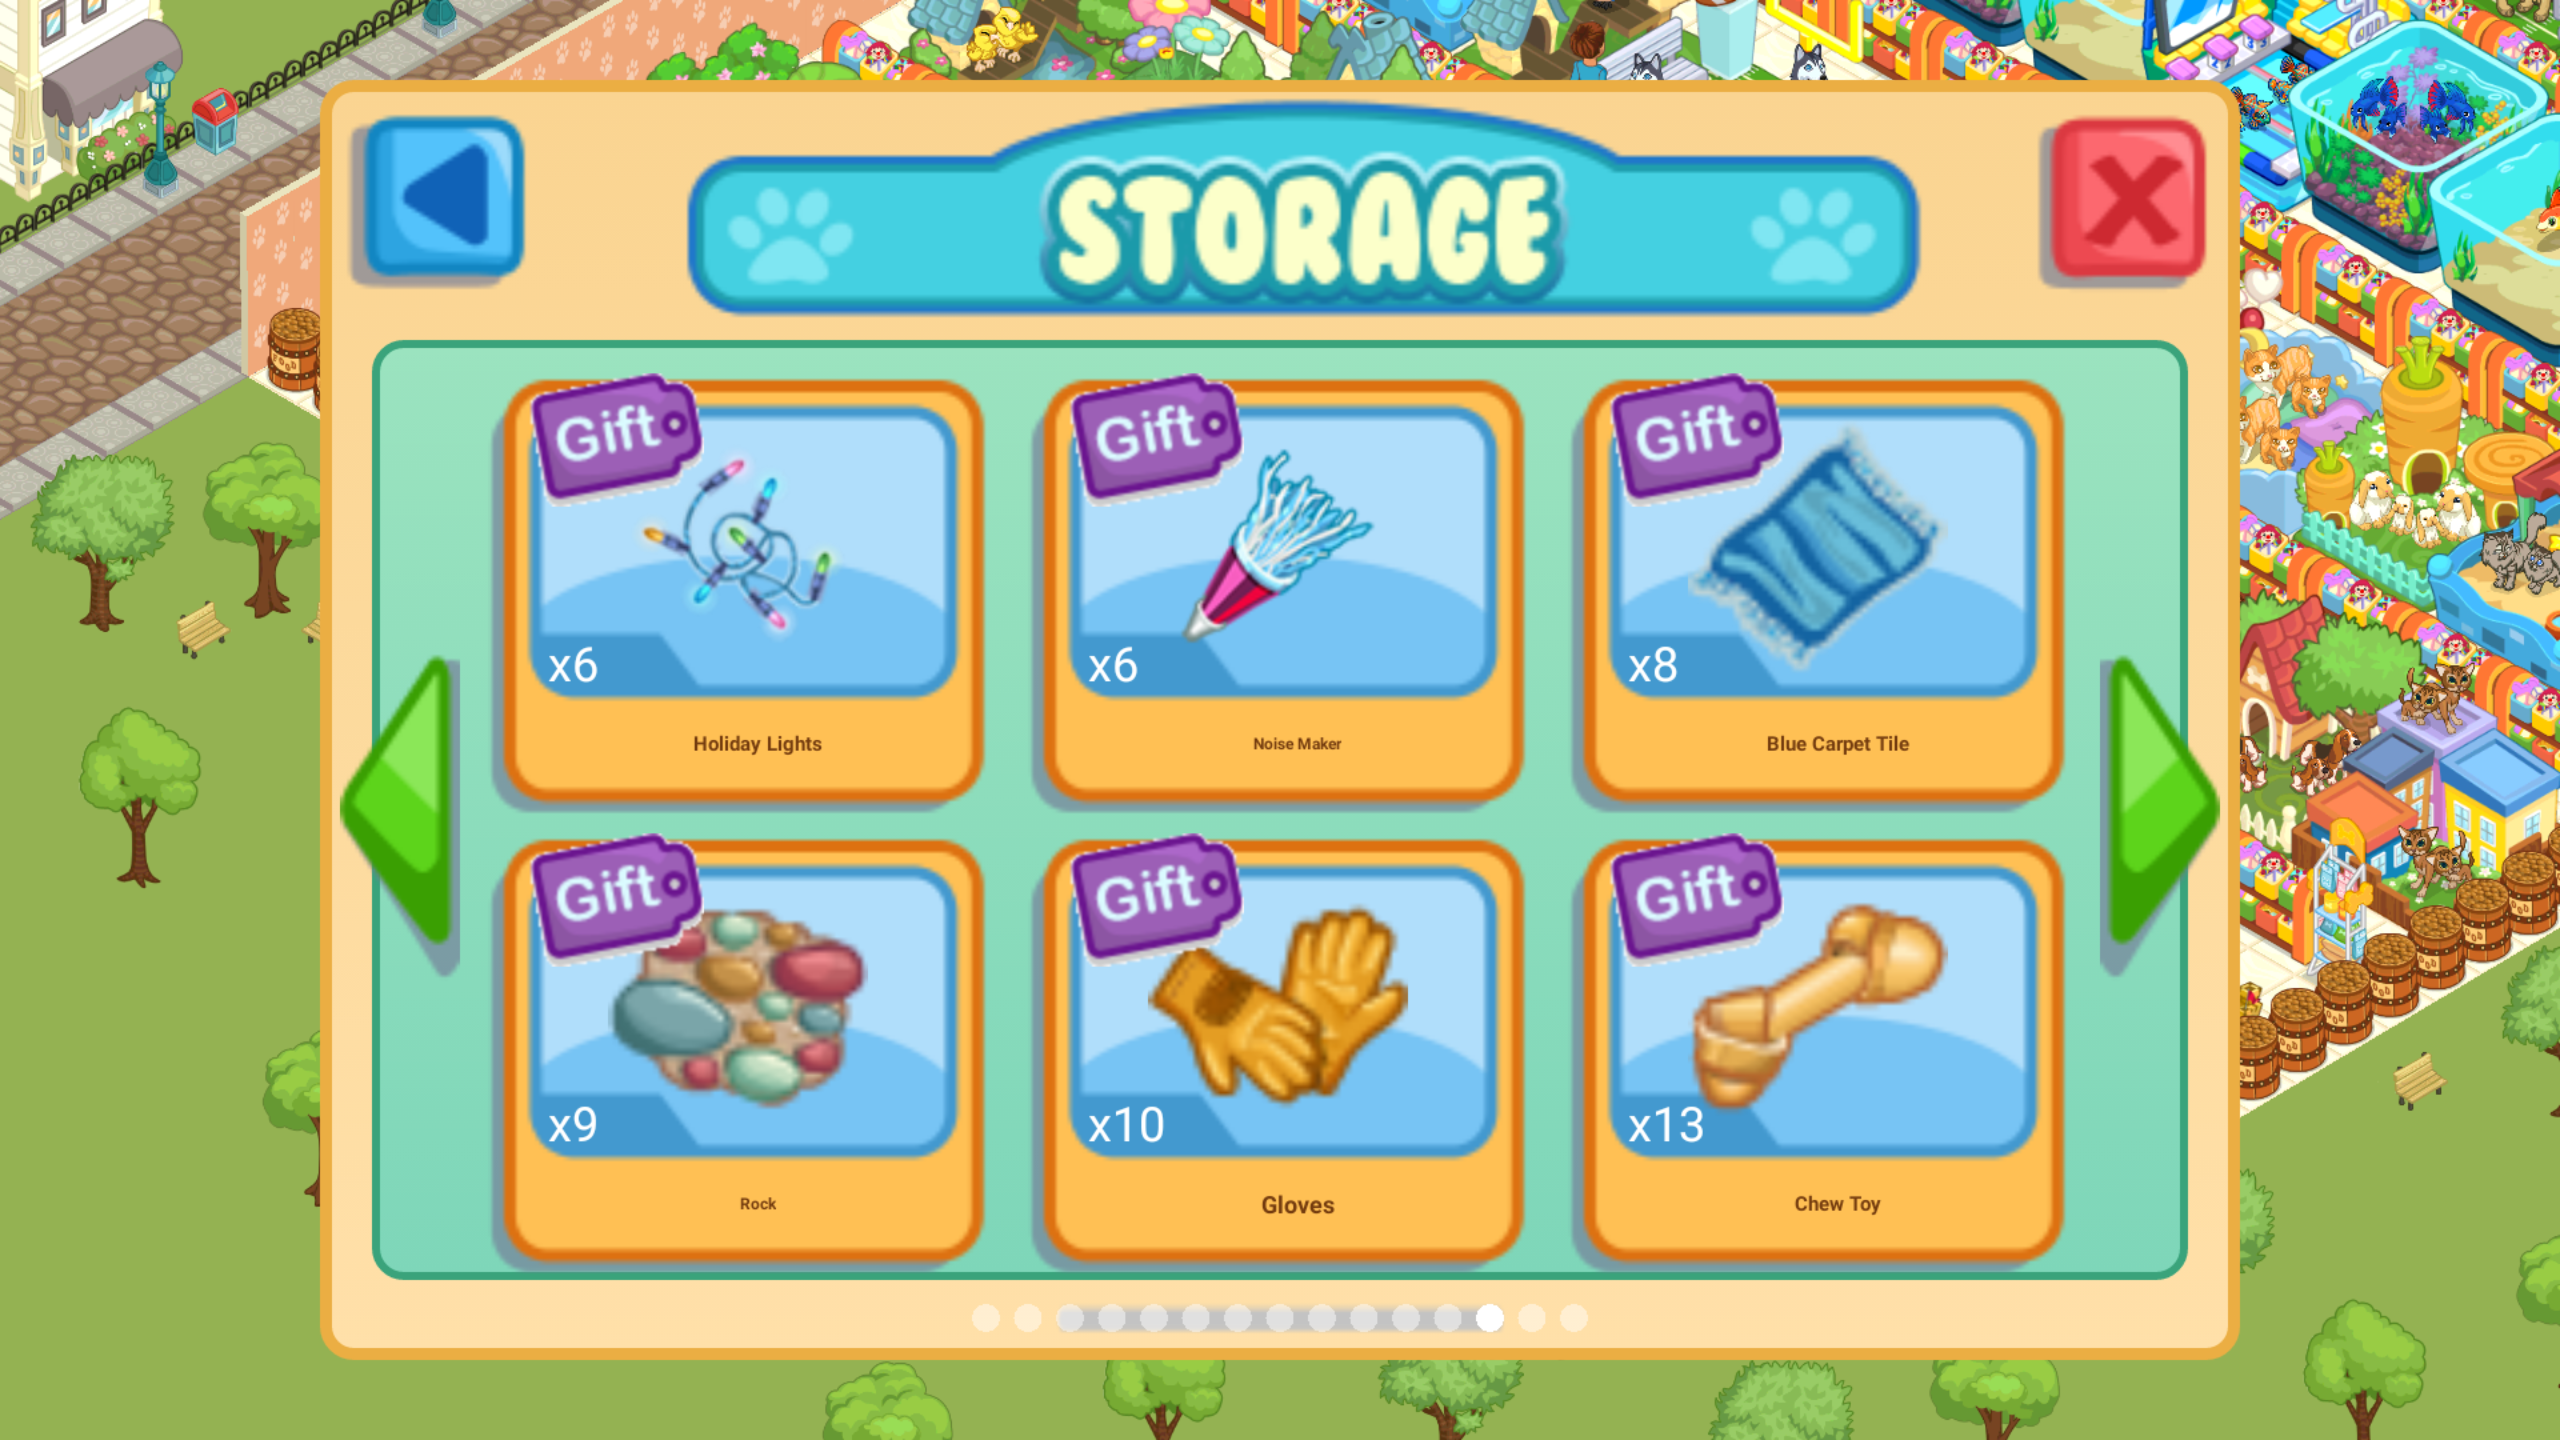 STORAGE
Gift
x6
Holiday Lights
Gift
x6
Noise Maker
Gift
x8
Blue Carpet Tile
Gift
x9
Rock
Gift
x10
Gloves
Gift
x13
Chew Toy